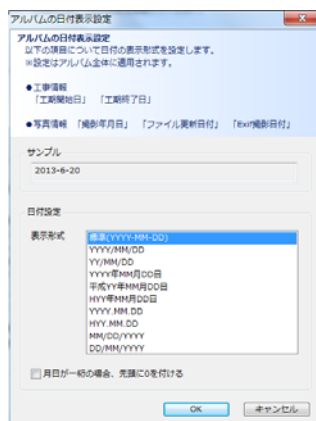 アルバムの日付表示設定
アルバムの日付表示設定
以下の項目について日付の表示形式を設定します。
※設定はアルバム全体に適用されます。
●工事情報
「工期開始日」 「工期終了日」
●写真情報 「撮影年月日」 「ファイル更新日付」 「Exif撮影日付」
サンプル
2013-6-20
日付設定
表示形式
標準(YYYY-MM-DD)
YYYY/MM/DD
YY/MM/DD
YYYY年MM月DD日
平成YY年MM月DD日
HYY年MM月DD日
YYYY.MM.DD
HYY.MM.DD
MM/DD/YYYY
DD/MM/YYYY
月日が一桁の場合、先頭に0を付ける
OK キャンセル